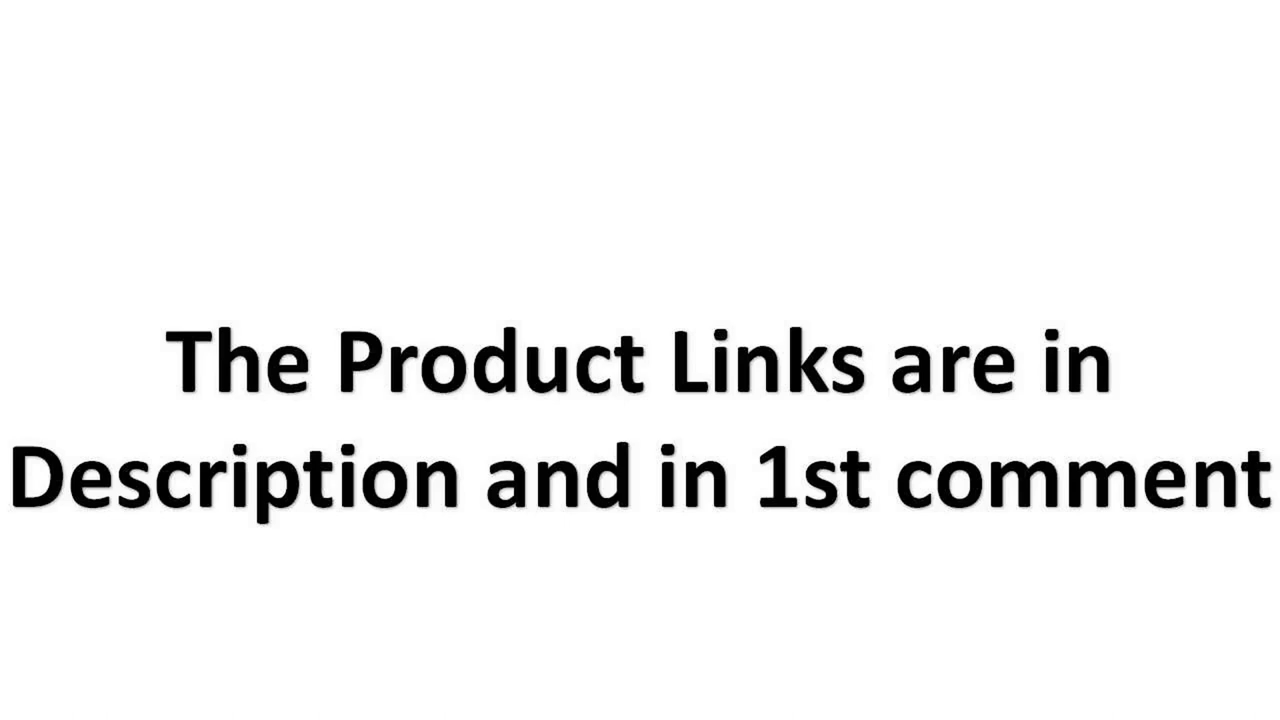 The Product Links are in
Description and in 1st comment